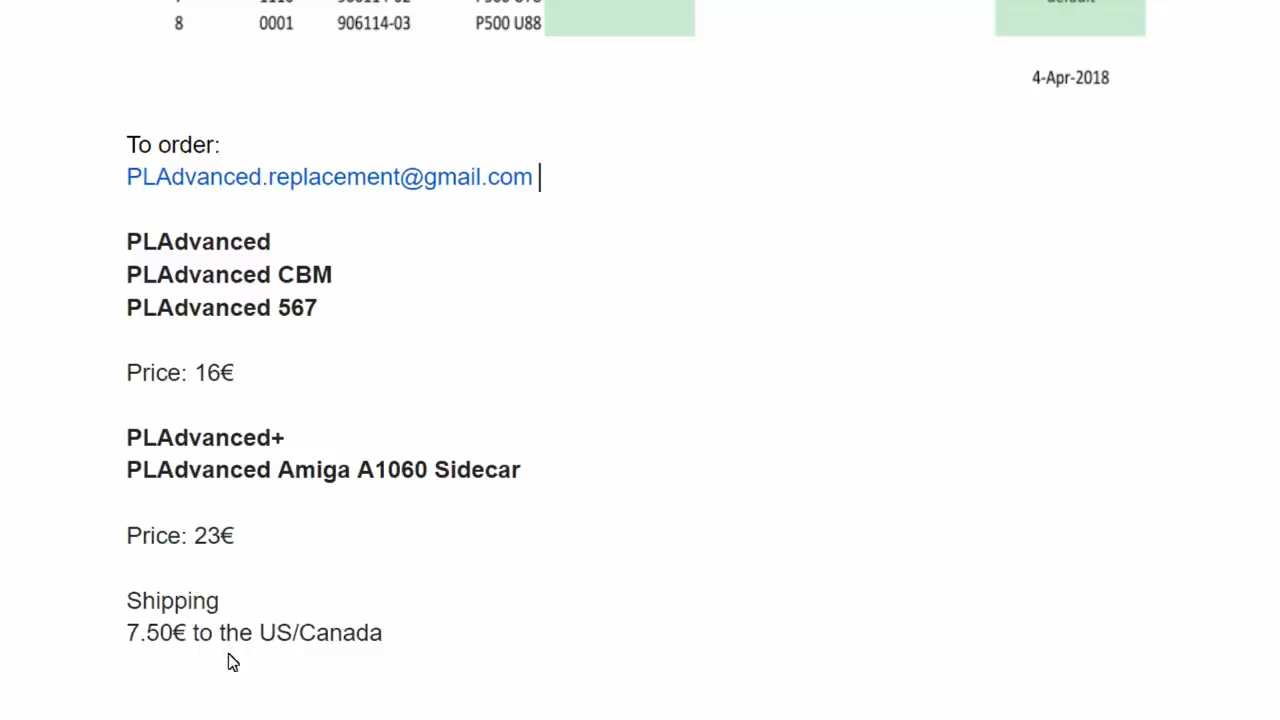 8 0001 906114-03 P500 U88
4-Apr-2018
To order:
PLAdvanced.replacement@gmail.com
PLAdvanced
PLAdvanced CBM
PLAdvanced 567
Price: 16€
PLAdvanced+
PLAdvanced Amiga A1060 Sidecar
Price: 23€
Shipping
7.50€ to the US/Canada